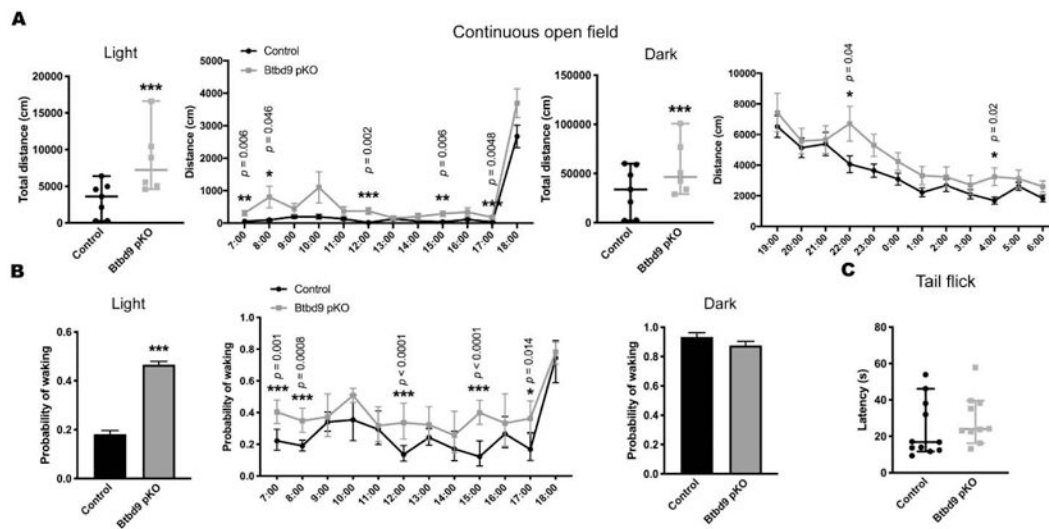 A
Continuous open field
Light
Control
Btbd9 pKO
Dark
Total distance (cm)
20000
15000
10000
5000
0
***
Control
Btbd9 pKO
Distance (cm)
5000
4000
3000
2000
1000
0
p = 0.006
**
p = 0.046
*
p = 0.002
***
p = 0.006
**
p = 0.0048
***
7:00
8:00
9:00
10:00
11:00
12:00
13:00
14:00
15:00
16:00
17:00
18:00
Total distance (cm)
150000
100000
50000
0
***
Control
Btbd9 pKO
Distance (cm)
10000
8000
6000
4000
2000
0
p = 0.04
*
p = 0.02
*
19:00
20:00
21:00
22:00
23:00
0:00
1:00
2:00
3:00
4:00
5:00
6:00
B
Light
Probability of waking
0.6
0.4
0.2
0.0
***
Control
Btbd9 pKO
Control
Btbd9 pKO
Probability of waking
1.0
0.8
0.6
0.4
0.2
0.0
p = 0.001
***
p = 0.0008
***
p < 0.0001
***
p < 0.0001
***
p = 0.014
*
7:00
8:00
9:00
10:00
11:00
12:00
13:00
14:00
15:00
16:00
17:00
18:00
Dark
Probability of waking
1.0
0.8
0.6
0.4
0.2
0.0
Control
Btbd9 pKO
C
Tail flick
Latency (s)
80
60
40
20
0
Control
Btbd9 pKO